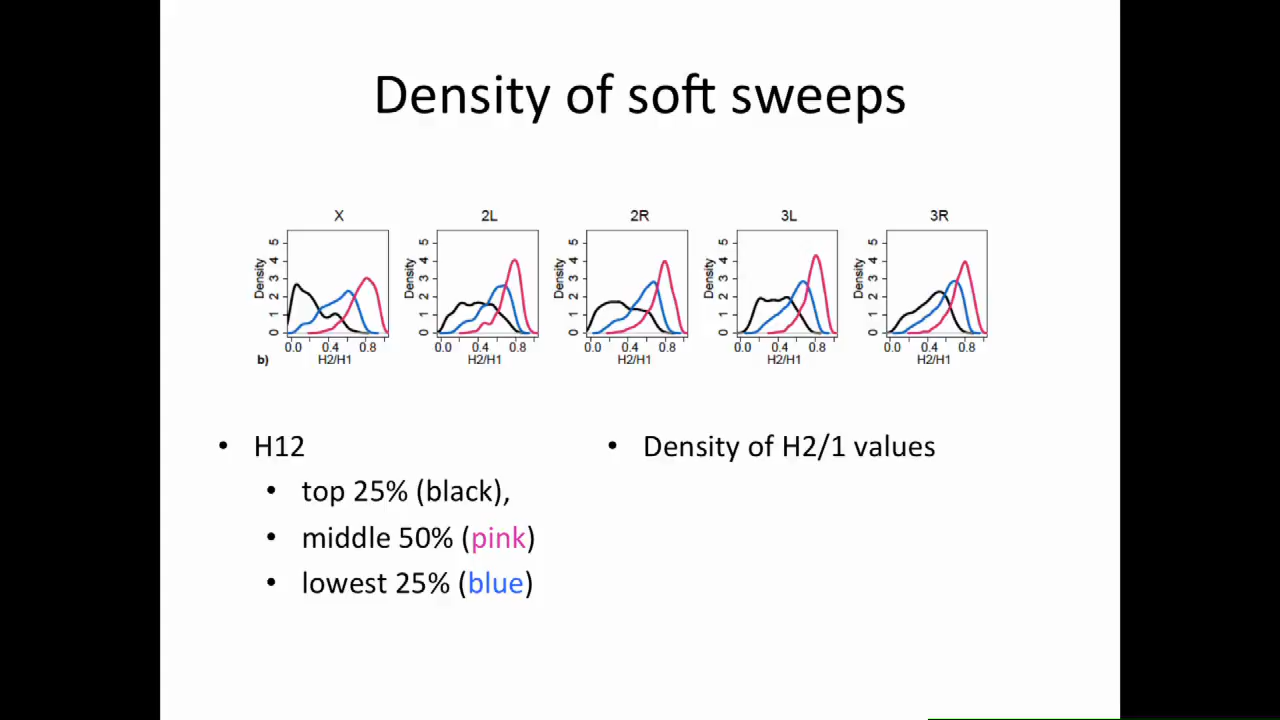 Density of soft sweeps
X 2L 2R 3L 3R
Density 0 1 2 3 4 5
Density 0 1 2 3 4 5
Density 0 1 2 3 4 5
Density 0 1 2 3 4 5
Density 0 1 2 3 4 5
0.0 0.4 0.8 0.0 0.4 0.8 0.0 0.4 0.8 0.0 0.4 0.8 0.0 0.4 0.8
b) H2/H1 H2/H1 H2/H1 H2/H1 H2/H1
• H12
• top 25% (black),
• middle 50% (pink)
• lowest 25% (blue)
• Density of H2/1 values